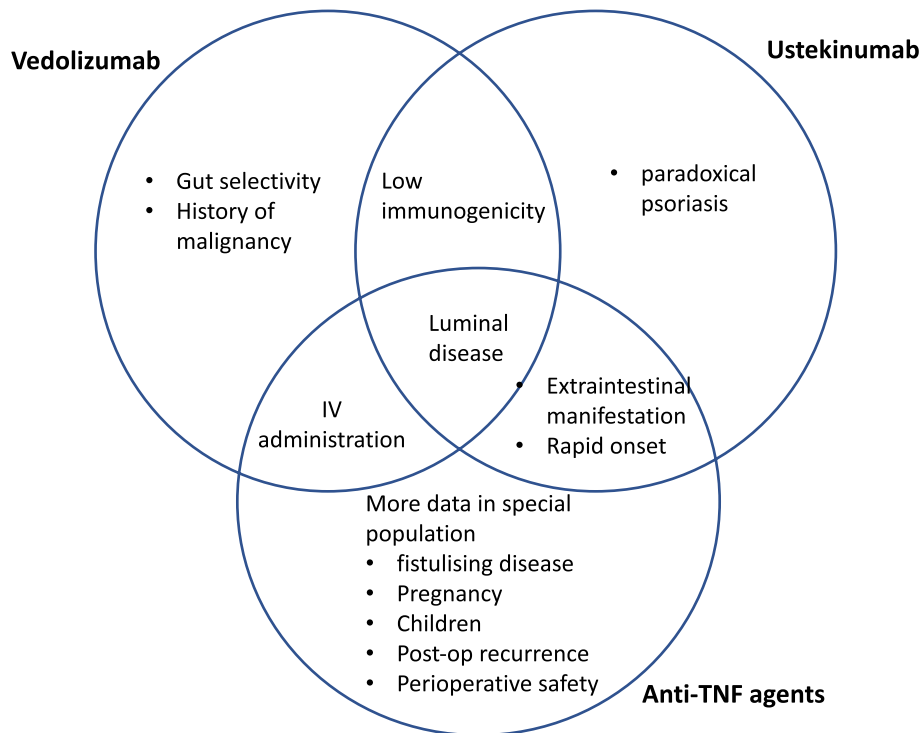 Vedolizumab
Ustekinumab
• Gut selectivity
• History of
malignancy
Low
immunogenicity
• paradoxical
psoriasis
Luminal
disease
IV
administration
• Extraintestinal
manifestation
• Rapid onset
More data in special
population
• fistulising disease
• Pregnancy
• Children
• Post-op recurrence
• Perioperative safety
Anti-TNF agents